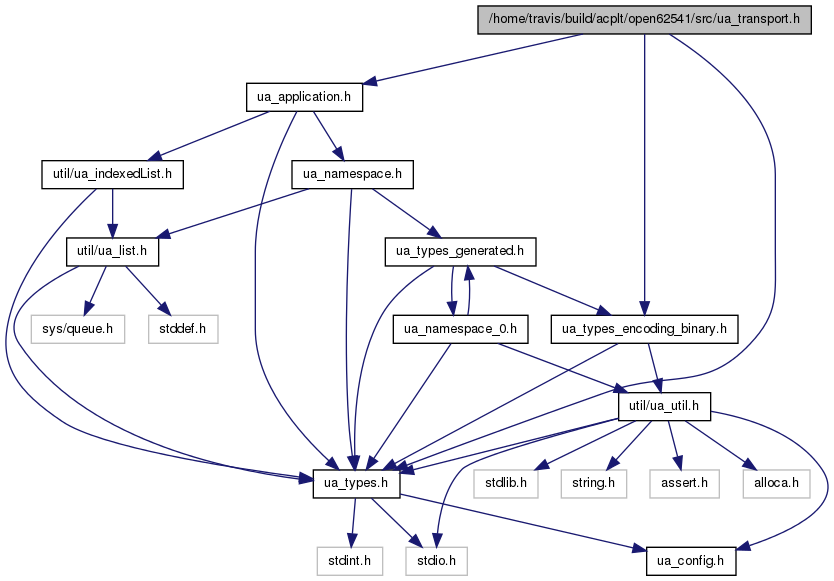 /home/travis/build/acplt/open62541/src/ua_transport.h
ua_application.h
util/ua_indexedList.h
ua_namespace.h
util/ua_list.h
ua_types_generated.h
sys/queue.h
stddef.h
ua_namespace_0.h
ua_types_encoding_binary.h
util/ua_util.h
ua_types.h
stdlib.h
string.h
assert.h
alloca.h
stdint.h
stdio.h
ua_config.h